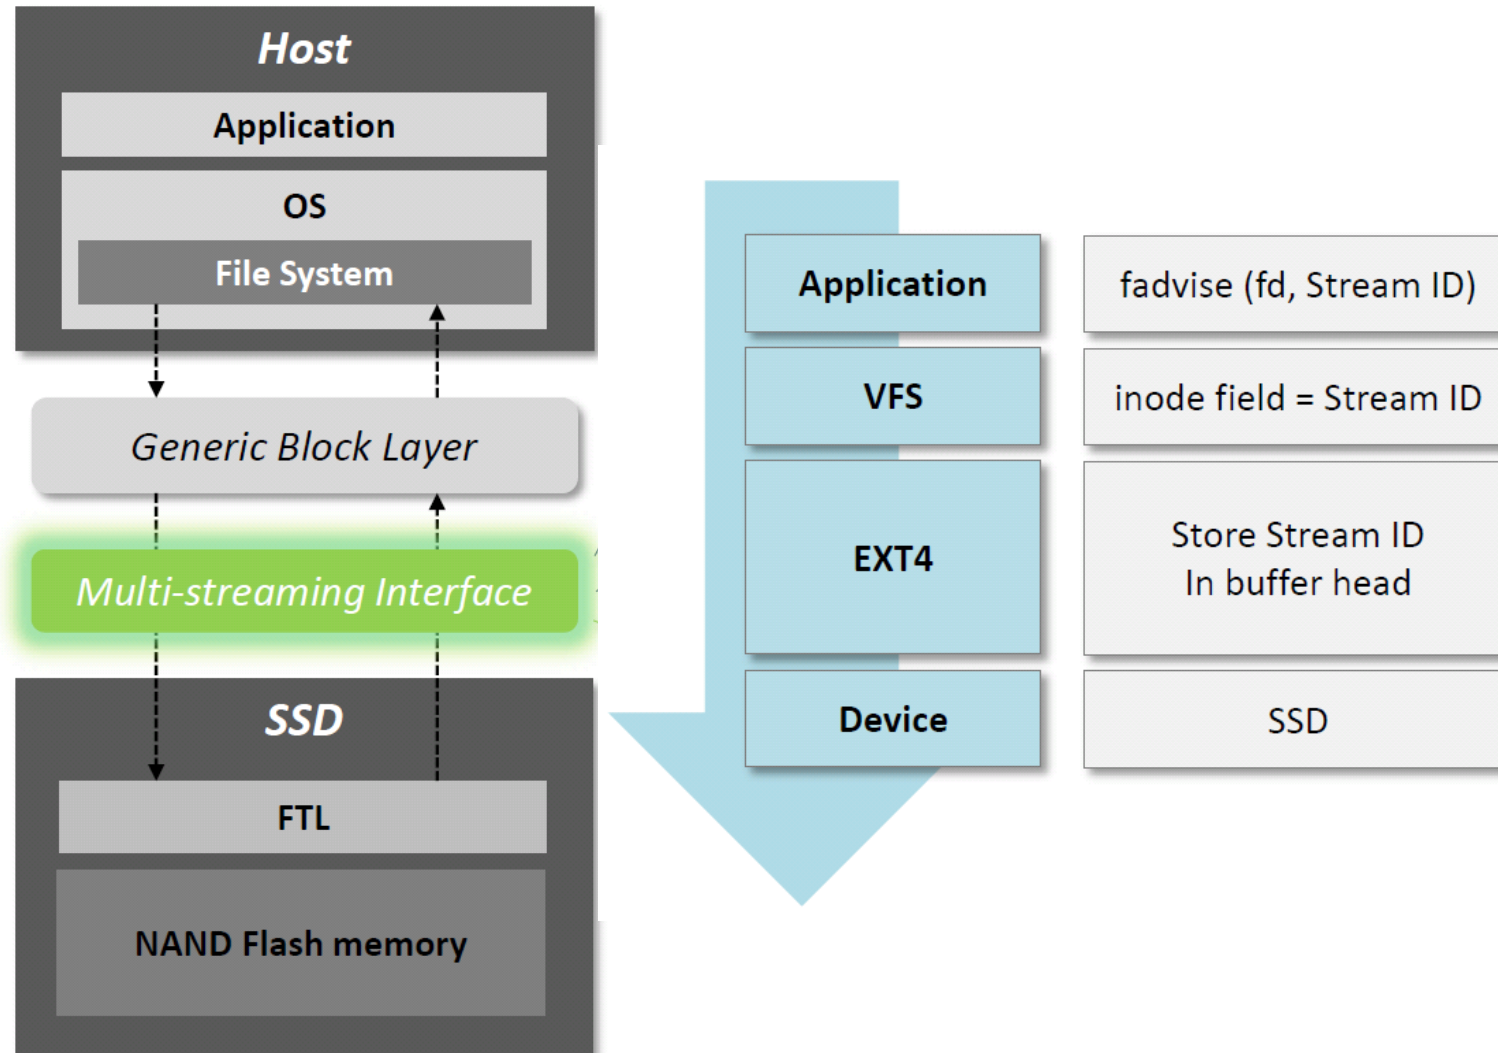 Host
Application
OS
File System
Generic Block Layer
Multi-streaming Interface
SSD
FTL
NAND Flash memory
Application
fadvise (fd, Stream ID)
VFS
inode field = Stream ID
EXT4
Store Stream ID
In buffer head
Device
SSD